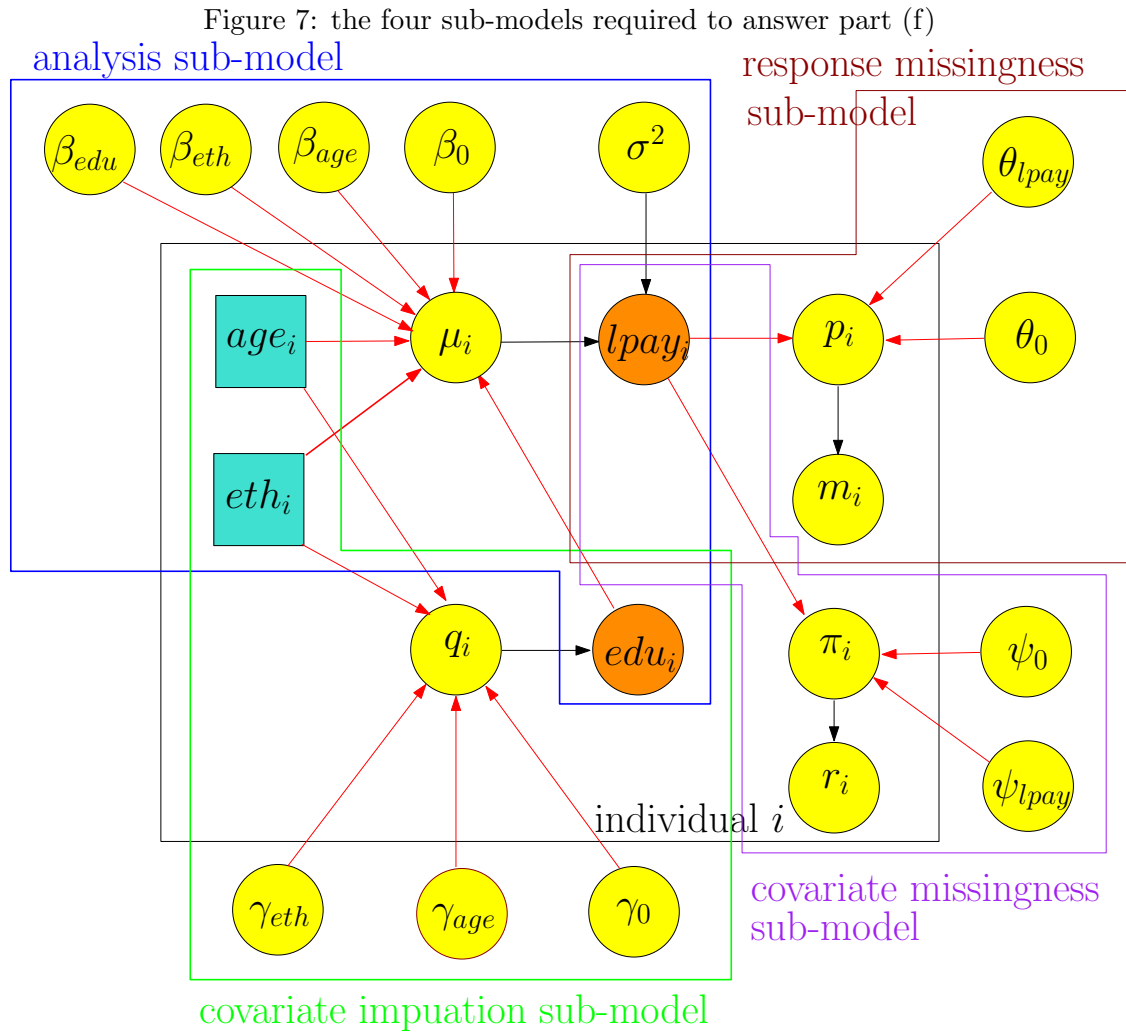 Figure 7: the four sub-models required to answer part (f)
analysis sub-model
response missingness
sub-model
β_edu
β_eth
β_age
β_0
σ²
θ_lpay
age_i
μ_i
lpay_i
p_i
θ_0
eth_i
m_i
q_i
edu_i
π_i
ψ_0
r_i
ψ_lpay
individual i
γ_eth
γ_age
γ_0
covariate missingness
sub-model
covariate impuation sub-model